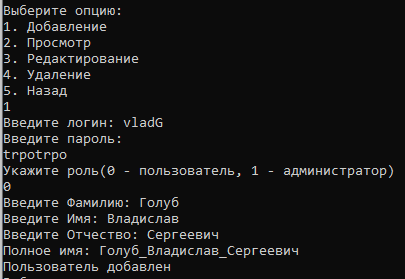 Выберите опцию:
1. Добавление
2. Просмотр
3. Редактирование
4. Удаление
5. Назад
1
Введите логин: vladG
Введите пароль:
trpotrpo
Укажите роль(0 - пользователь, 1 - администратор)
0
Введите Фамилию: Голуб
Введите Имя: Владислав
Введите Отчество: Сергеевич
Полное имя: Голуб_Владислав_Сергеевич
Пользователь добавлен